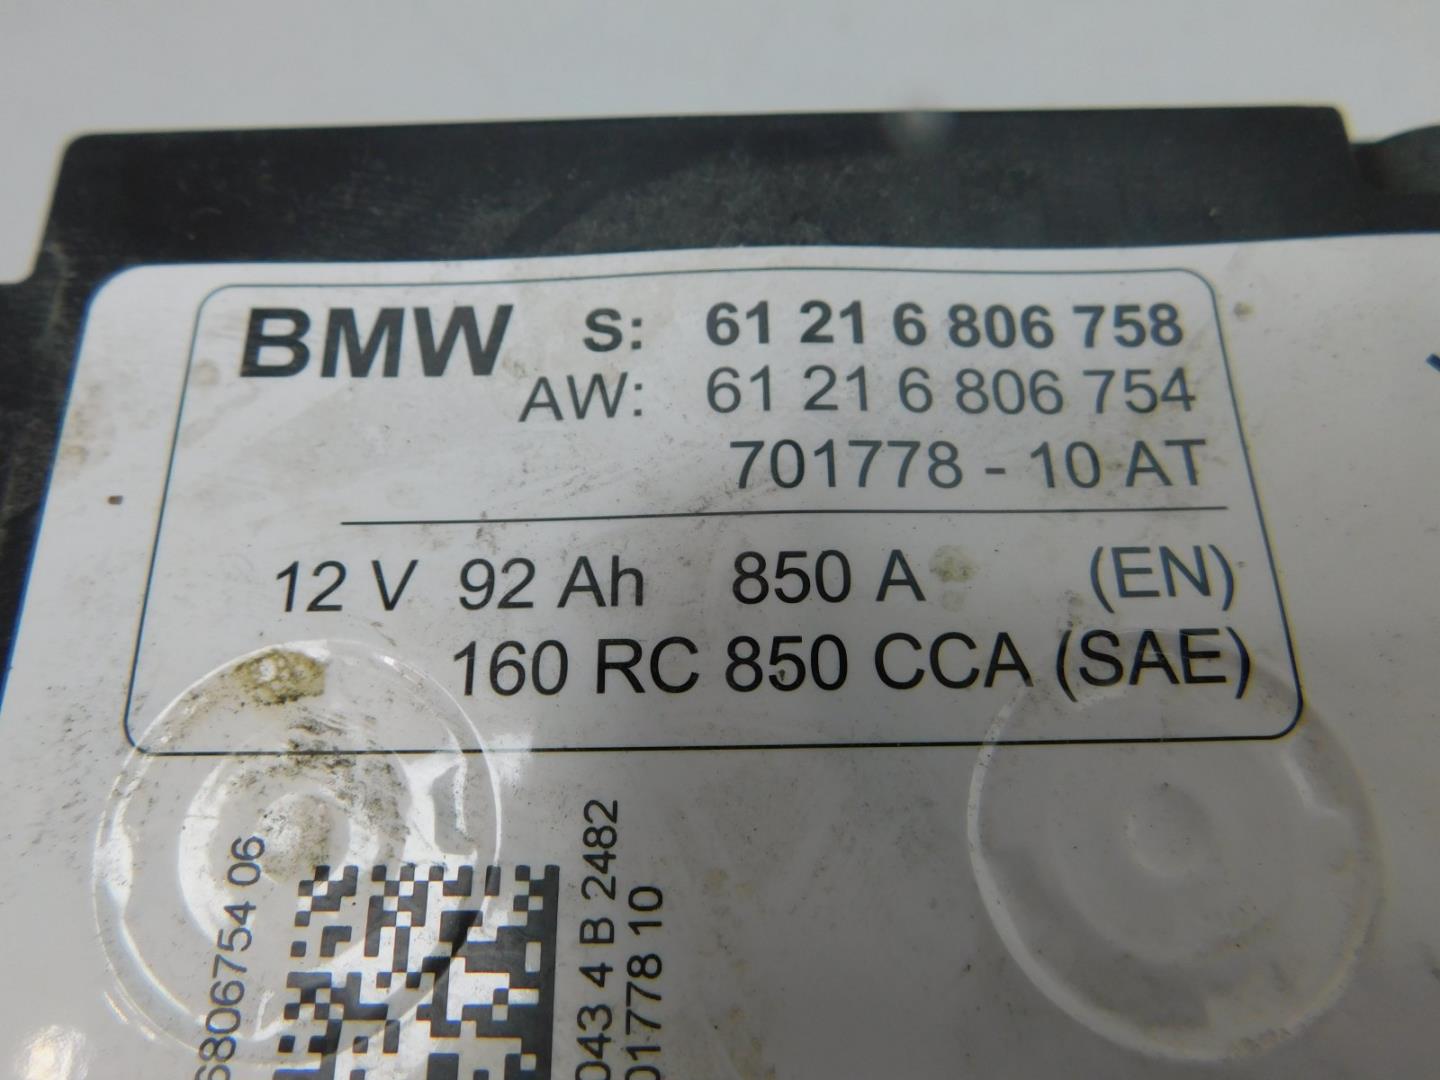 BMW S: 61 21 6 806 758
AW: 61 21 6 806 754
701778 - 10 AT
12 V 92 Ah 850 A (EN)
160 RC 850 CCA (SAE)
6806754 06
043 4 B 2482
01778 10